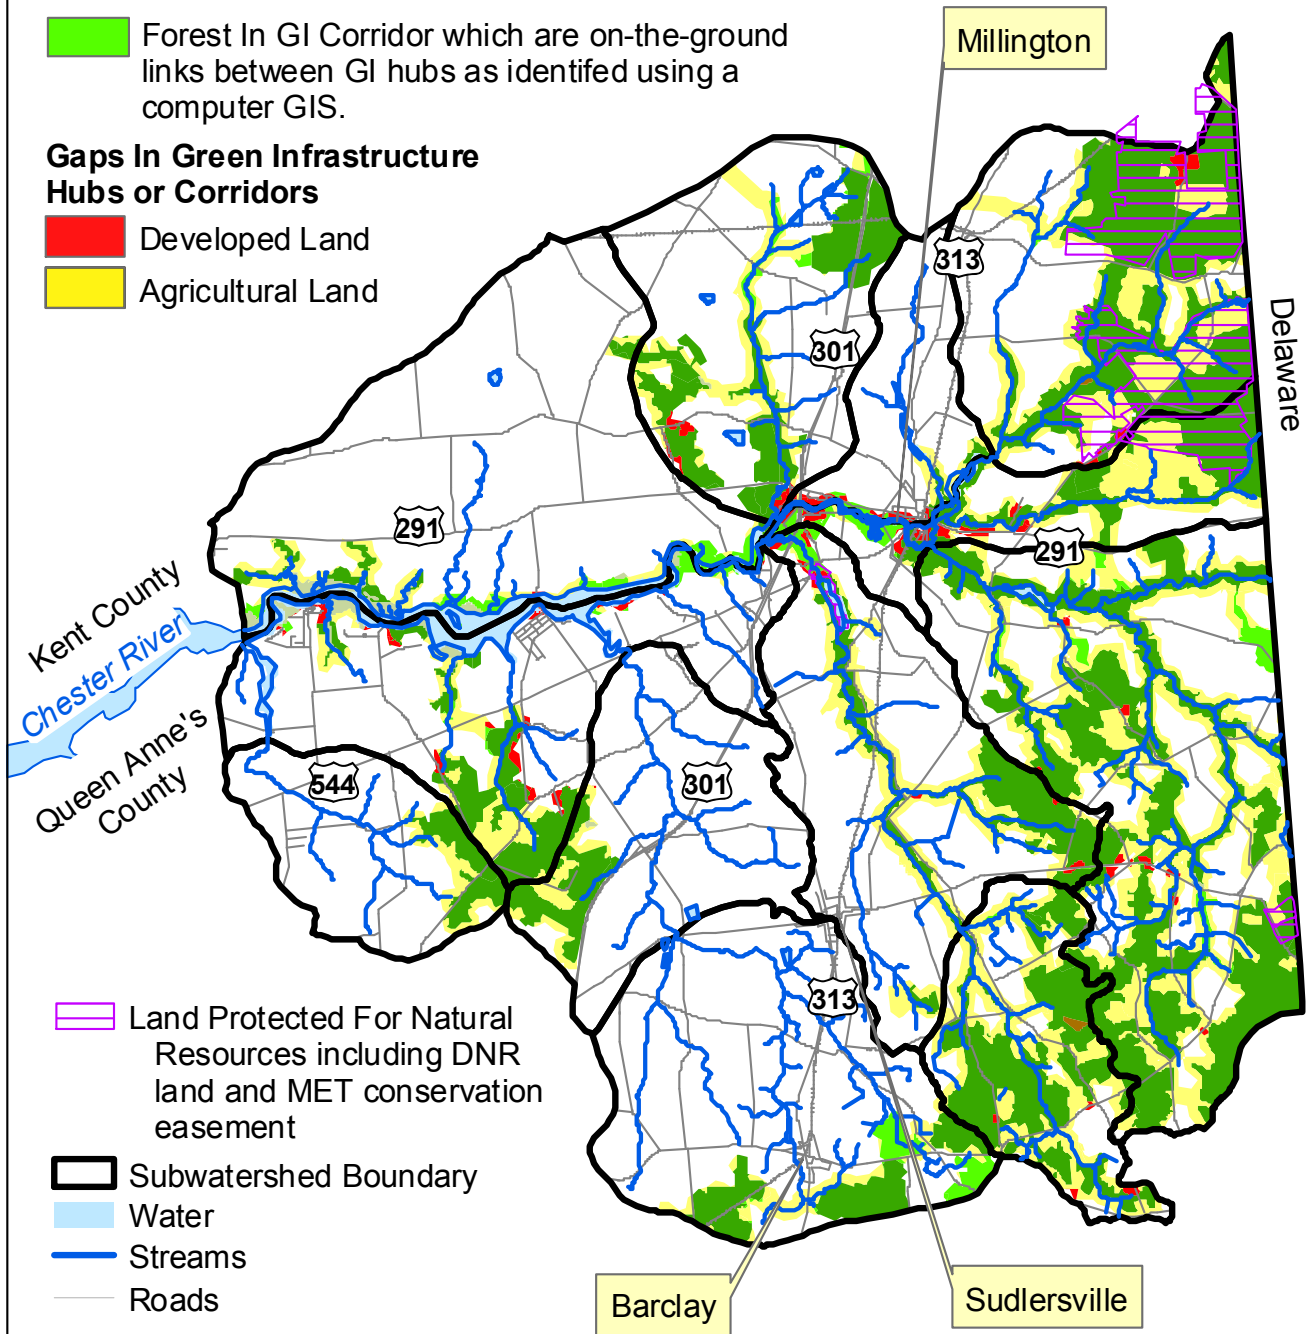 Forest In GI Corridor which are on-the-ground
links between GI hubs as identifed using a
computer GIS.
Gaps In Green Infrastructure
Hubs or Corridors
Developed Land
Agricultural Land
Millington
313
301
Delaware
291
291
Kent County
Chester River
Queen Anne's
County
544
301
313
Land Protected For Natural
Resources including DNR
land and MET conservation
easement
Subwatershed Boundary
Water
Streams
Roads
Barclay
Sudlersville